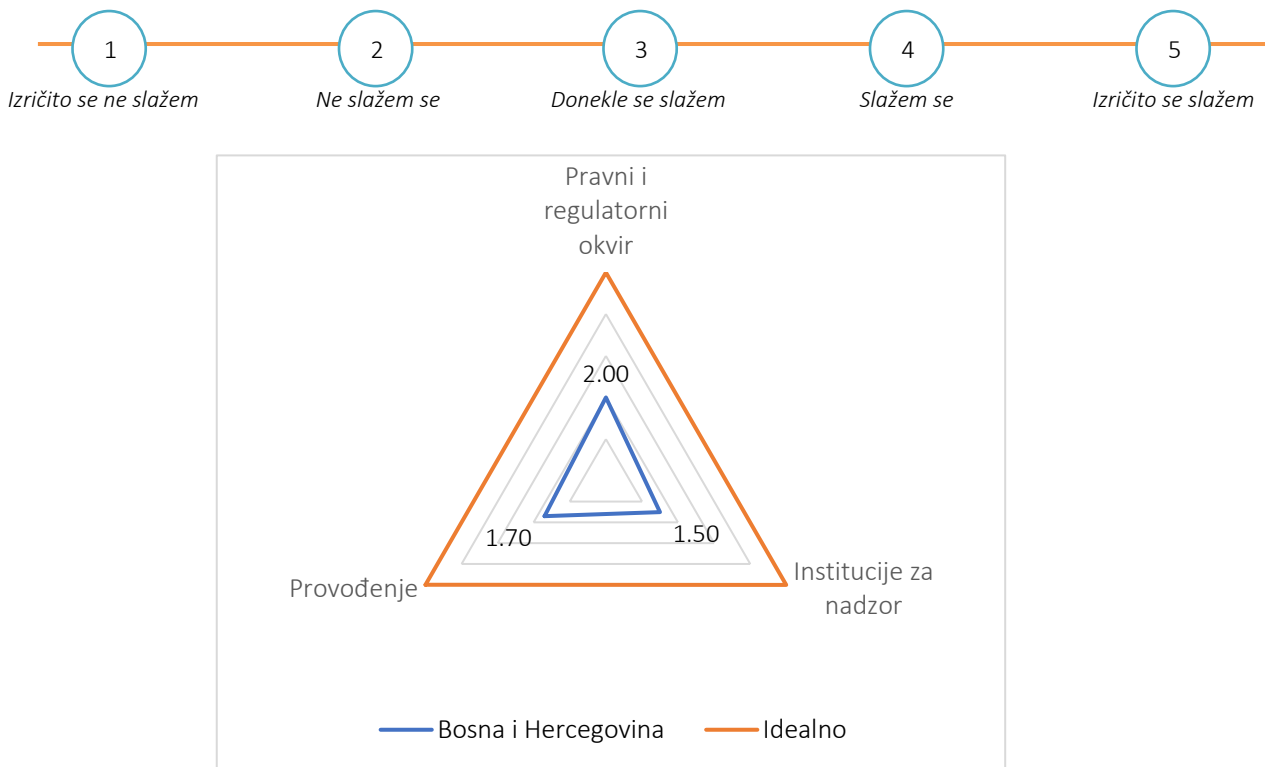 1 2 3 4 5
Izričito se ne slažem Ne slažem se Donekle se slažem Slažem se Izričito se slažem
Pravni i
regulatorni
okvir
2.00
1.70 1.50
Institucije za
Provođenje
nadzor
Bosna i Hercegovina Idealno